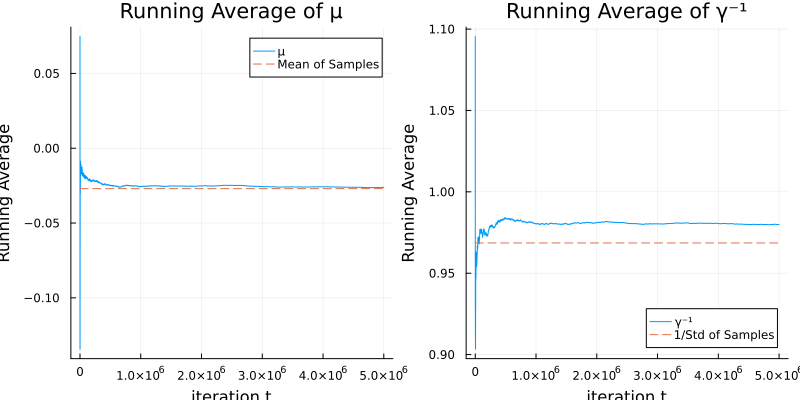 Running Average of μ
Running Average
0.05
0.00
−0.05
−0.10
μ
Mean of Samples
0
1.0×10⁶
2.0×10⁶
3.0×10⁶
4.0×10⁶
5.0×10⁶
iteration t
Running Average of γ⁻¹
Running Average
1.10
1.05
1.00
0.95
0.90
γ⁻¹
1/Std of Samples
0
1.0×10⁶
2.0×10⁶
3.0×10⁶
4.0×10⁶
5.0×10⁶
iteration t